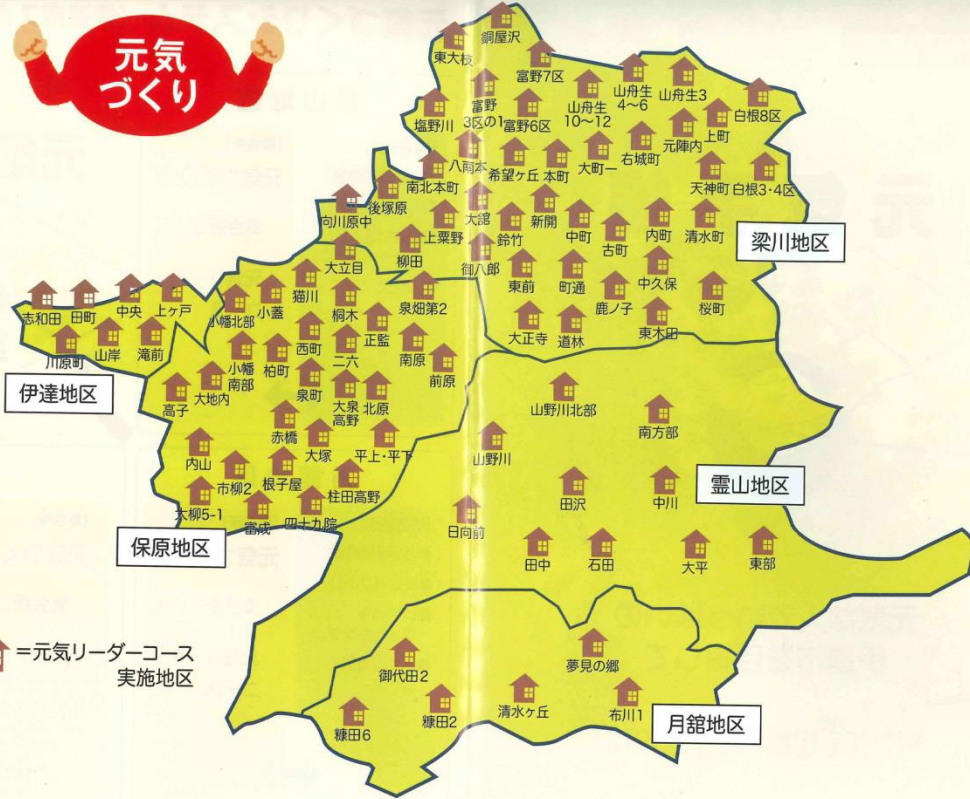 元気
づくり
銅屋沢
東大枝
富野7区
山舟生
4～6
山舟生3
山舟生
10～12
白根8区
富野
3区の1
塩野川
富野6区
上町
元陣内
右城町
八幡本
希望ヶ丘
本町
大町一
南北本町
天神町
白根3・4区
後塚原
向川原中
大舘
新開
上粟野
鈴竹
中町
古町
内町
清水町
梁川地区
柳田
御八郎
大立目
東前
町通
中久保
猫川
泉畑第2
鹿ノ子
桜町
志和田
田町
中央
上ヶ戸
小幡北部
小蓋
桐木
正監
大正寺
道林
東木田
川原町
山岸
滝前
西町
二六
南原
前原
小幡
南部
柏町
伊達地区
高子
大地内
泉町
大泉
高野
北原
山野川北部
南方部
赤橋
大塚
平上・平下
山野川
内山
市柳2
根子屋
柱田高野
霊山地区
田沢
中川
大柳5-1
富成
四十九院
日向前
保原地区
田中
石田
大平
東部
=元気リーダーコース
実施地区
御代田2
夢見の郷
糠田6
糠田2
清水ヶ丘
布川1
月舘地区